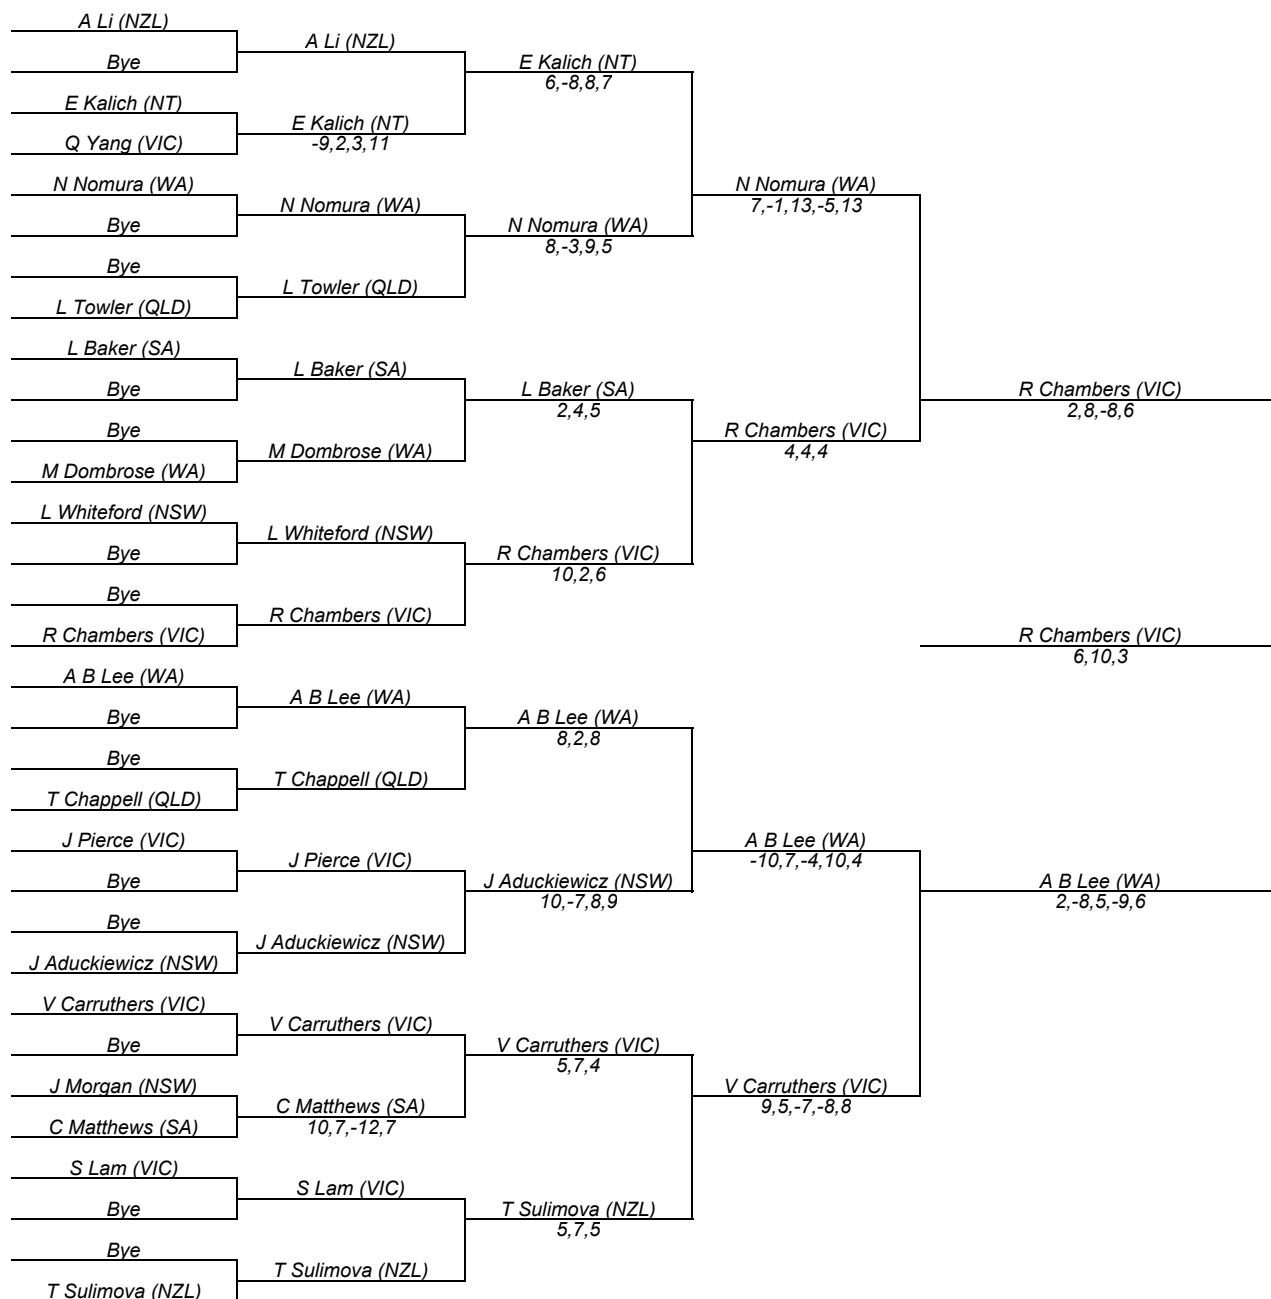 A Li (NZL)
Bye
E Kalich (NT)
Q Yang (VIC)
N Nomura (WA)
Bye
Bye
L Towler (QLD)
L Baker (SA)
Bye
Bye
M Dombrose (WA)
L Whiteford (NSW)
Bye
Bye
R Chambers (VIC)
A B Lee (WA)
Bye
Bye
T Chappell (QLD)
J Pierce (VIC)
Bye
Bye
J Aduckiewicz (NSW)
V Carruthers (VIC)
Bye
J Morgan (NSW)
C Matthews (SA)
S Lam (VIC)
Bye
Bye
T Sulimova (NZL)
A Li (NZL)
E Kalich (NT)
-9,2,3,11
N Nomura (WA)
L Towler (QLD)
L Baker (SA)
M Dombrose (WA)
L Whiteford (NSW)
R Chambers (VIC)
A B Lee (WA)
T Chappell (QLD)
J Pierce (VIC)
J Aduckiewicz (NSW)
V Carruthers (VIC)
C Matthews (SA)
10,7,-12,7
S Lam (VIC)
T Sulimova (NZL)
E Kalich (NT)
6,-8,8,7
N Nomura (WA)
8,-3,9,5
L Baker (SA)
2,4,5
R Chambers (VIC)
10,2,6
A B Lee (WA)
8,2,8
J Aduckiewicz (NSW)
10,-7,8,9
V Carruthers (VIC)
5,7,4
T Sulimova (NZL)
5,7,5
N Nomura (WA)
7,-1,13,-5,13
R Chambers (VIC)
4,4,4
A B Lee (WA)
-10,7,-4,10,4
V Carruthers (VIC)
9,5,-7,-8,8
R Chambers (VIC)
2,8,-8,6
R Chambers (VIC)
6,10,3
A B Lee (WA)
2,-8,5,-9,6